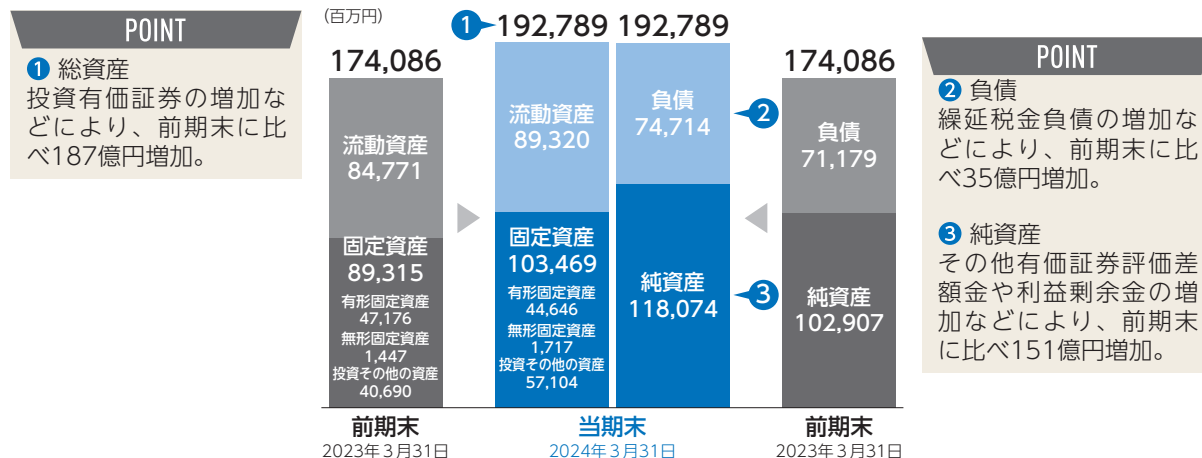 POINT
1 総資産
投資有価証券の増加な
どにより、前期末に比
べ187億円増加。
(百万円)
174,086
流動資産
84,771
固定資産
89,315
有形固定資産
47,176
無形固定資産
1,447
投資その他の資産
40,690
前期末
2023年3月31日
1
192,789
流動資産
89,320
固定資産
103,469
有形固定資産
44,646
無形固定資産
1,717
投資その他の資産
57,104
192,789
負債
74,714
2
純資産
118,074
3
当期末
2024年3月31日
174,086
負債
71,179
純資産
102,907
前期末
2023年3月31日
POINT
2 負債
繰延税金負債の増加な
どにより、前期末に比
べ35億円増加。
3 純資産
その他有価証券評価差
額金や利益剰余金の増
加などにより、前期末
に比べ151億円増加。